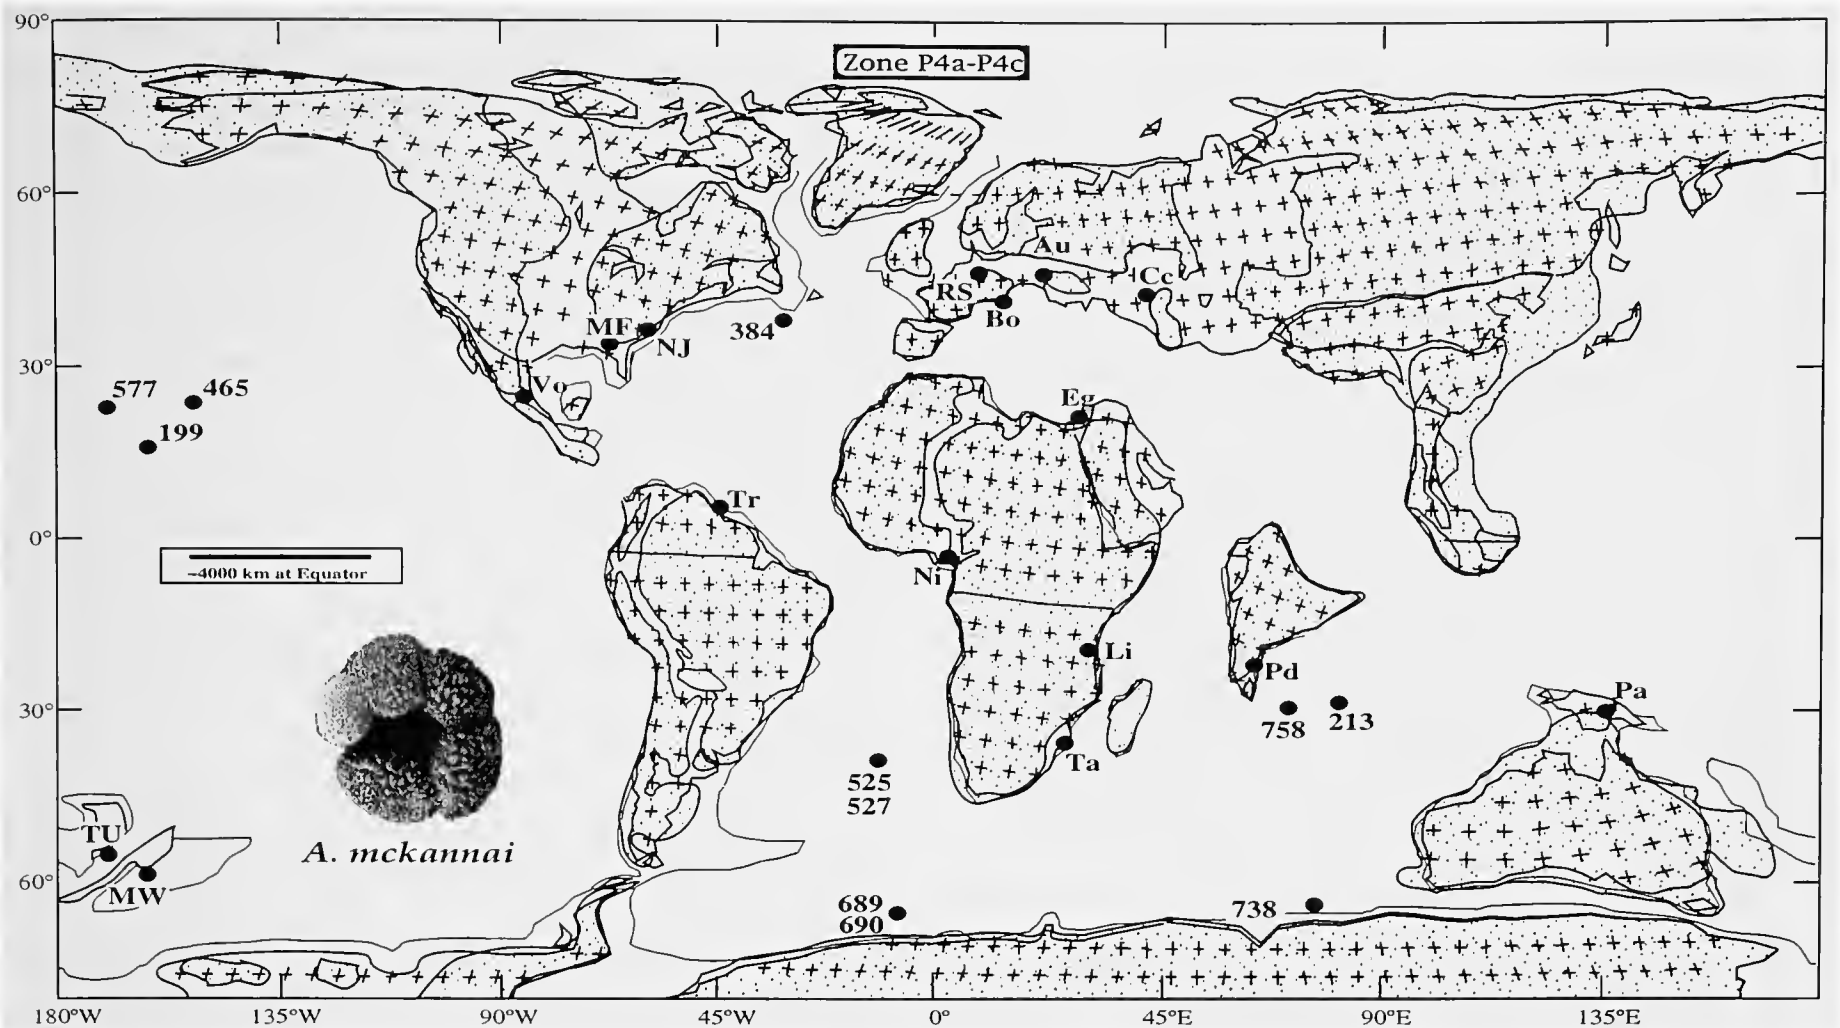 90°
Zone P4a-P4c
60°
Au
Cc
RS
Bo
MF
NJ
384
30°
577
465
199
Vo
Eg
Tr
0°
~4000 km at Equator
Ni
Li
Pd
30°
758
213
Pa
Ta
525
527
TU
A. mckannai
MW
60°
689
690
738
180°W
135°W
90°W
45°W
0°
45°E
90°E
135°E